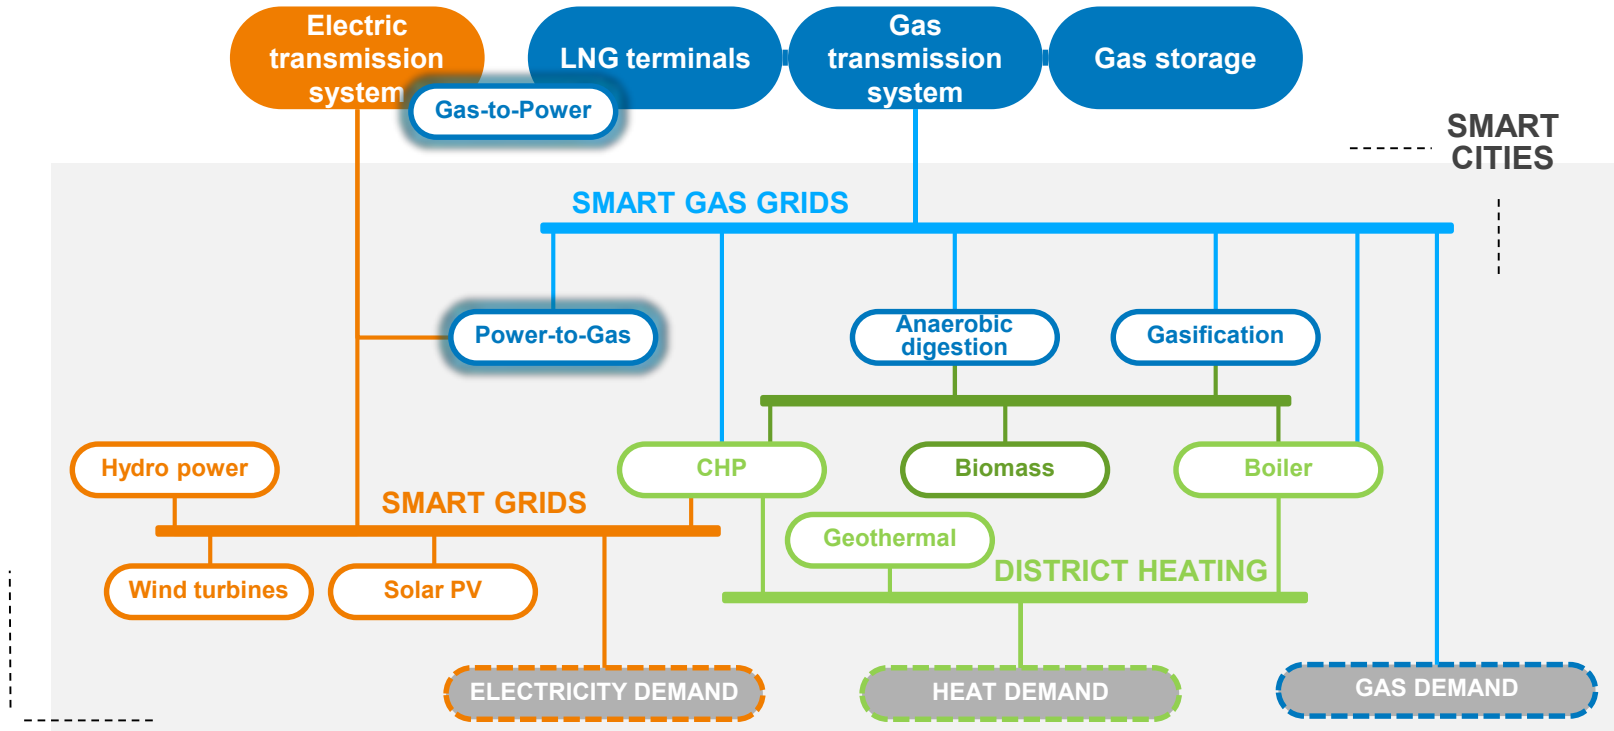 Electric
transmission
system
LNG terminals
Gas
transmission
system
Gas storage
Gas-to-Power
SMART
CITIES
SMART GAS GRIDS
Power-to-Gas
Anaerobic
digestion
Gasification
Hydro power
CHP
Biomass
Boiler
SMART GRIDS
Geothermal
DISTRICT HEATING
Wind turbines
Solar PV
ELECTRICITY DEMAND
HEAT DEMAND
GAS DEMAND